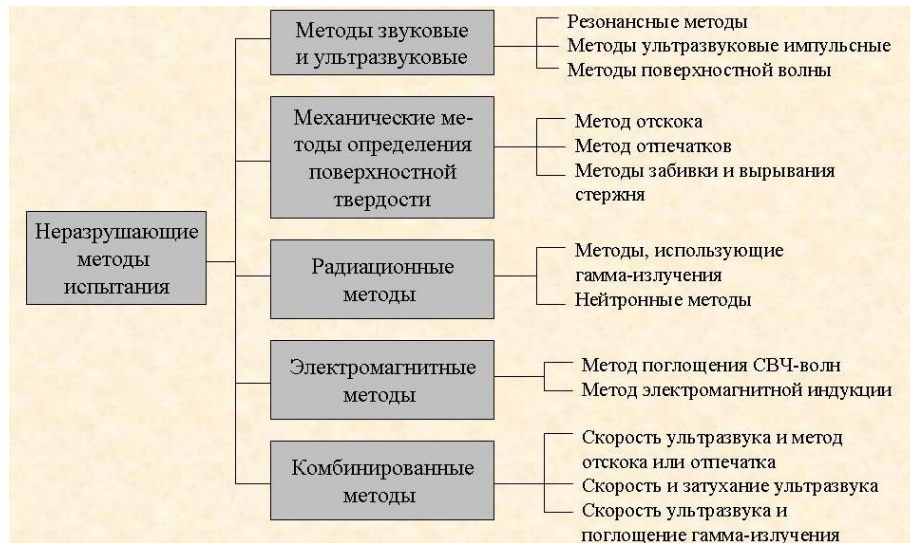 Неразрушающие
методы
испытания
Методы звуковые
и ультразвуковые
Резонансные методы
Методы ультразвуковые импульсные
Методы поверхностной волны
Механические ме-
тоды определения
поверхностной
твердости
Метод отскока
Метод отпечатков
Методы забивки и вырывания
стержня
Радиационные
методы
Методы, использующие
гамма-излучения
Нейтронные методы
Электромагнитные
методы
Метод поглощения СВЧ-волн
Метод электромагнитной индукции
Комбинированные
методы
Скорость ультразвука и метод
отскока или отпечатка
Скорость и затухание ультразвука
Скорость ультразвука и
поглощение гамма-излучения